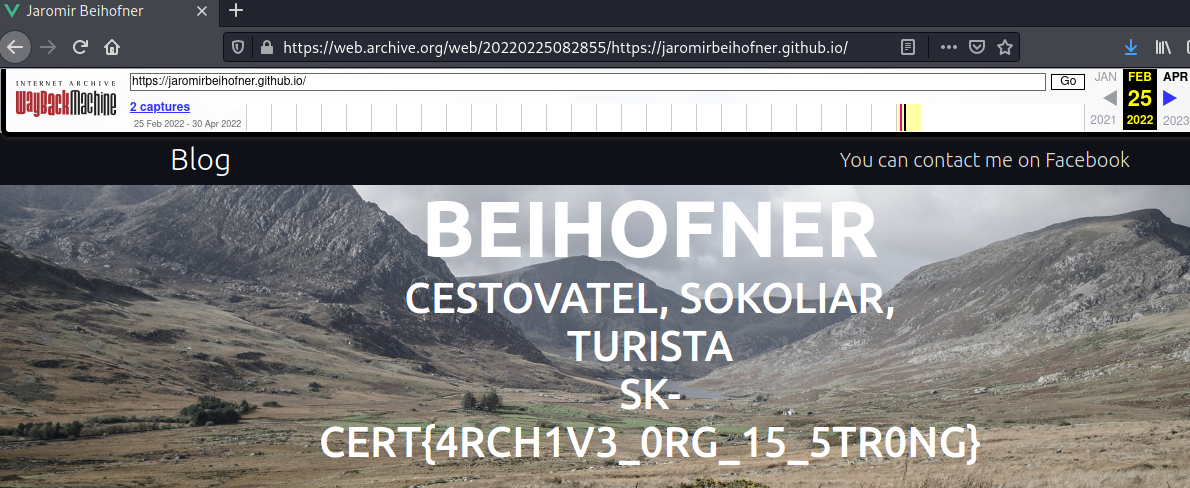 Jaromir Beihofner
https://web.archive.org/web/20220225082855/https://jaromirbeihofner.github.io/
INTERNET ARCHIVE
WayBackMachine
https://jaromirbeihofner.github.io/
Go
JAN
FEB
APR
2 captures
25
25 Feb 2022 - 30 Apr 2022
2021
2022
2023
Blog
You can contact me on Facebook
BEIHOFNER
CESTOVATEL, SOKOLIAR,
TURISTA
SK-
CERT{4RCH1V3_0RG_15_5TR0NG}